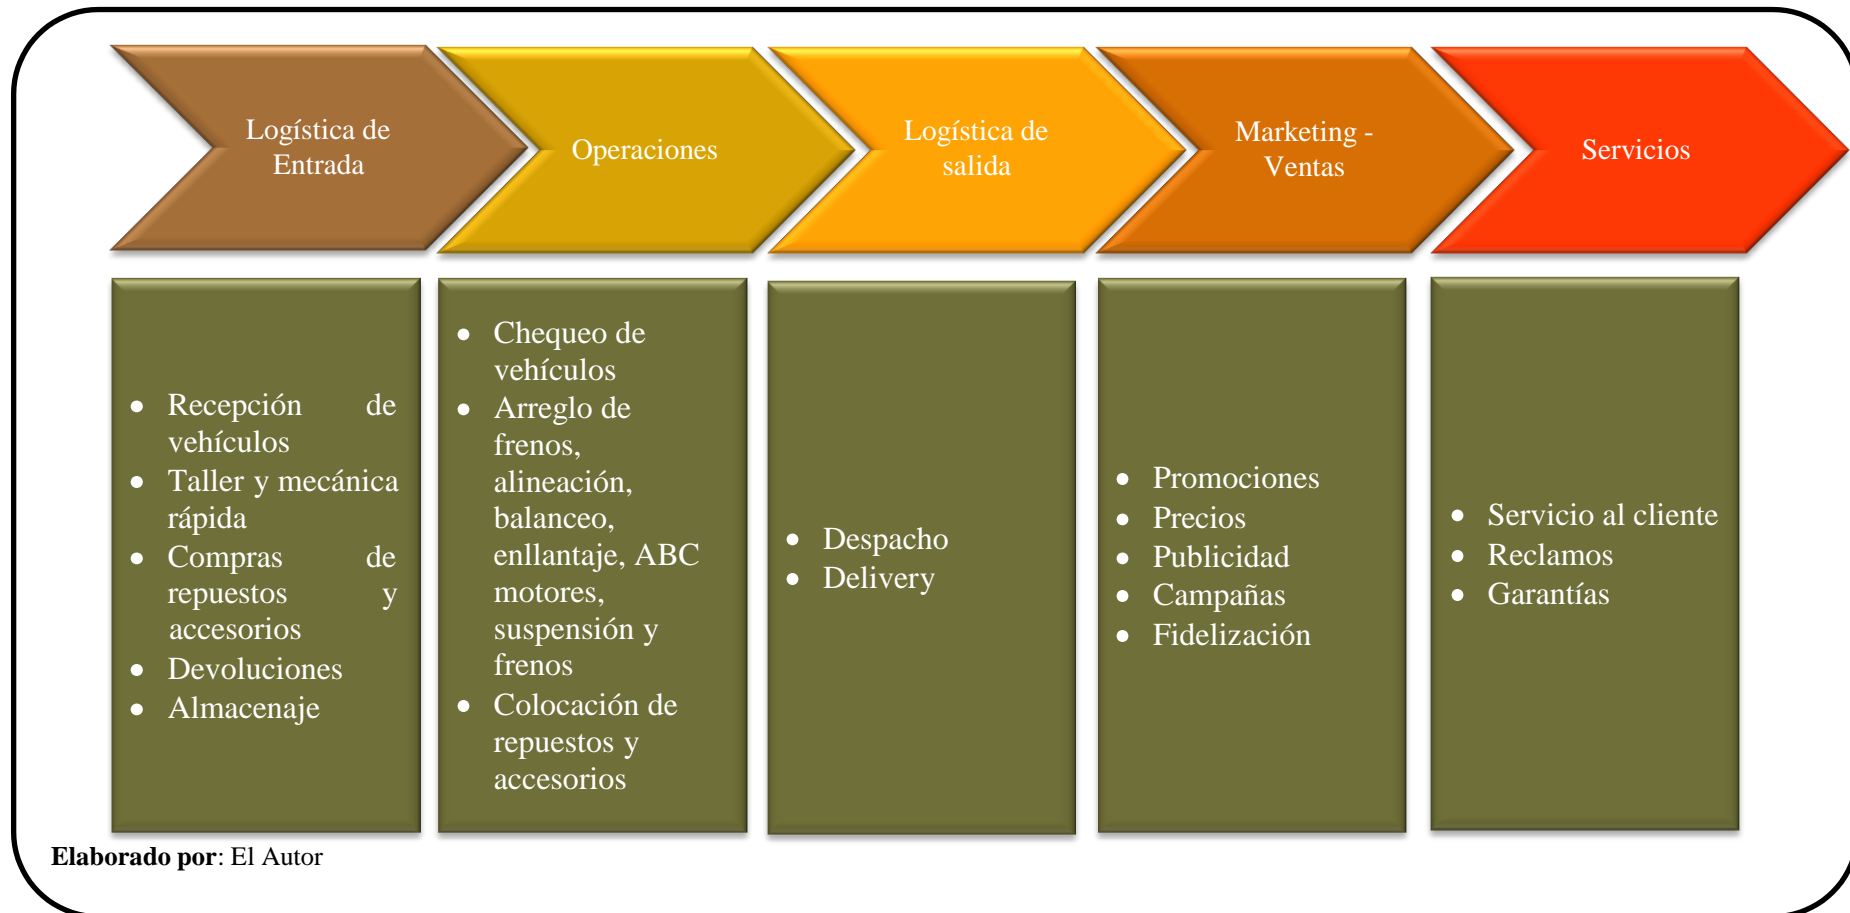 Logística de
Entrada
Operaciones
Logística de
salida
Marketing -
Ventas
Servicios
• Recepción de
vehículos
• Taller y mecánica
rápida
• Compras de
repuestos y
accesorios
• Devoluciones
• Almacenaje
• Chequeo de
vehículos
• Arreglo de
frenos,
alineación,
balanceo,
enllantaje, ABC
motores,
suspensión y
frenos
• Colocación de
repuestos y
accesorios
• Despacho
• Delivery
• Promociones
• Precios
• Publicidad
• Campañas
• Fidelización
• Servicio al cliente
• Reclamos
• Garantías
Elaborado por: El Autor